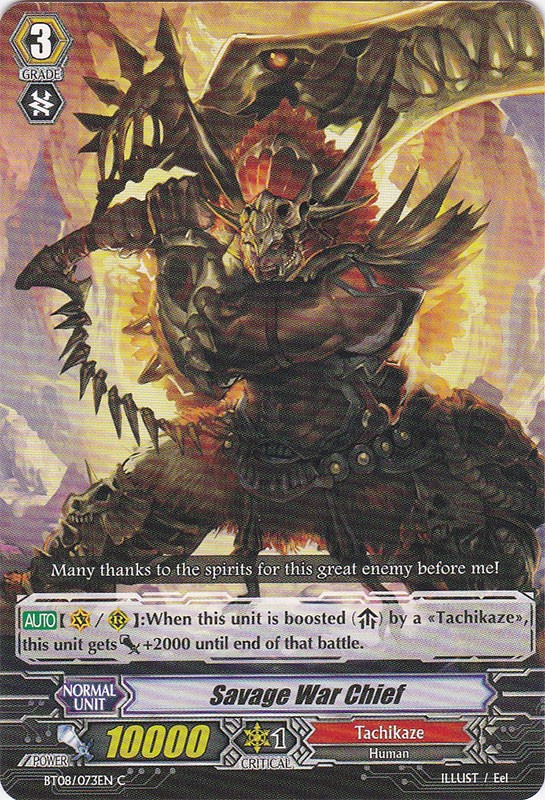 3
GRADE
Many thanks to the spirits for this great enemy before me!
AUTO 【 V / R 】:When this unit is boosted ( ) by a «Tachikaze»,
this unit gets +2000 until end of that battle.
NORMAL
UNIT
Savage War Chief
POWER
10000
1
CRITICAL
Tachikaze
Human
BT08/073EN C
ILLUST / Eel